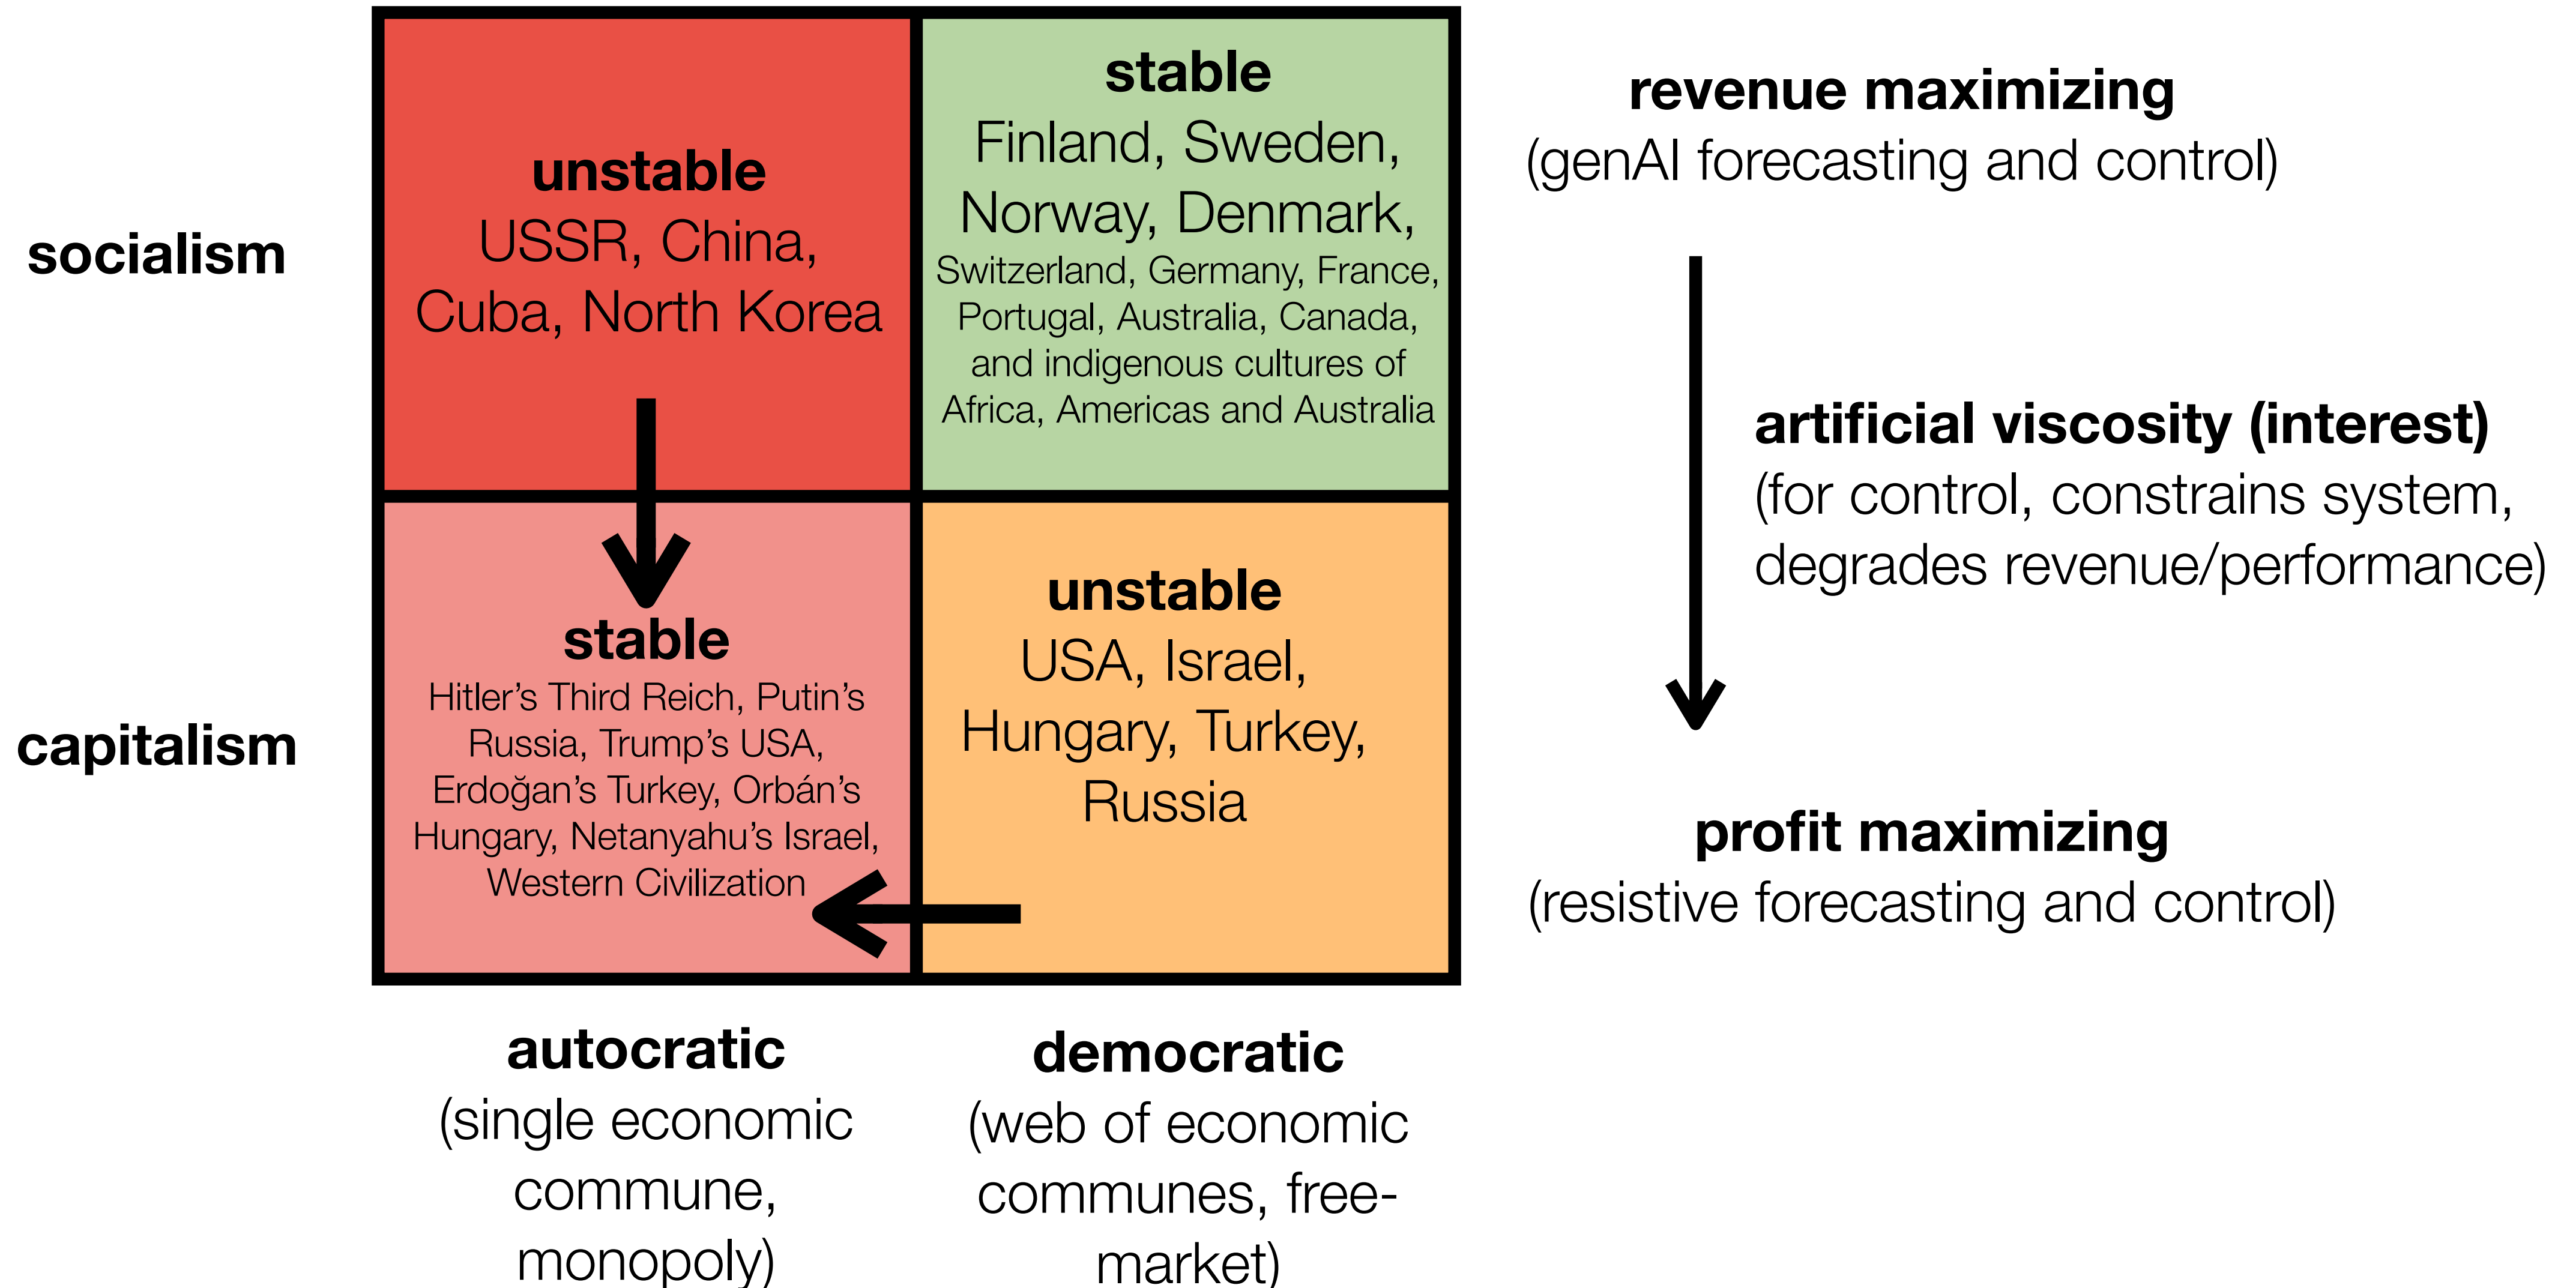 socialism
capitalism
unstable
USSR, China,
Cuba, North Korea
stable
Finland, Sweden,
Norway, Denmark,
Switzerland, Germany, France,
Portugal, Australia, Canada,
and indigenous cultures of
Africa, Americas and Australia
stable
Hitler’s Third Reich, Putin’s
Russia, Trump’s USA,
Erdoğan’s Turkey, Orbán’s
Hungary, Netanyahu’s Israel,
Western Civilization
unstable
USA, Israel,
Hungary, Turkey,
Russia
autocratic
(single economic
commune,
monopoly)
democratic
(web of economic
communes, free-
market)
revenue maximizing
(genAI forecasting and control)
artificial viscosity (interest)
(for control, constrains system,
degrades revenue/performance)
profit maximizing
(resistive forecasting and control)